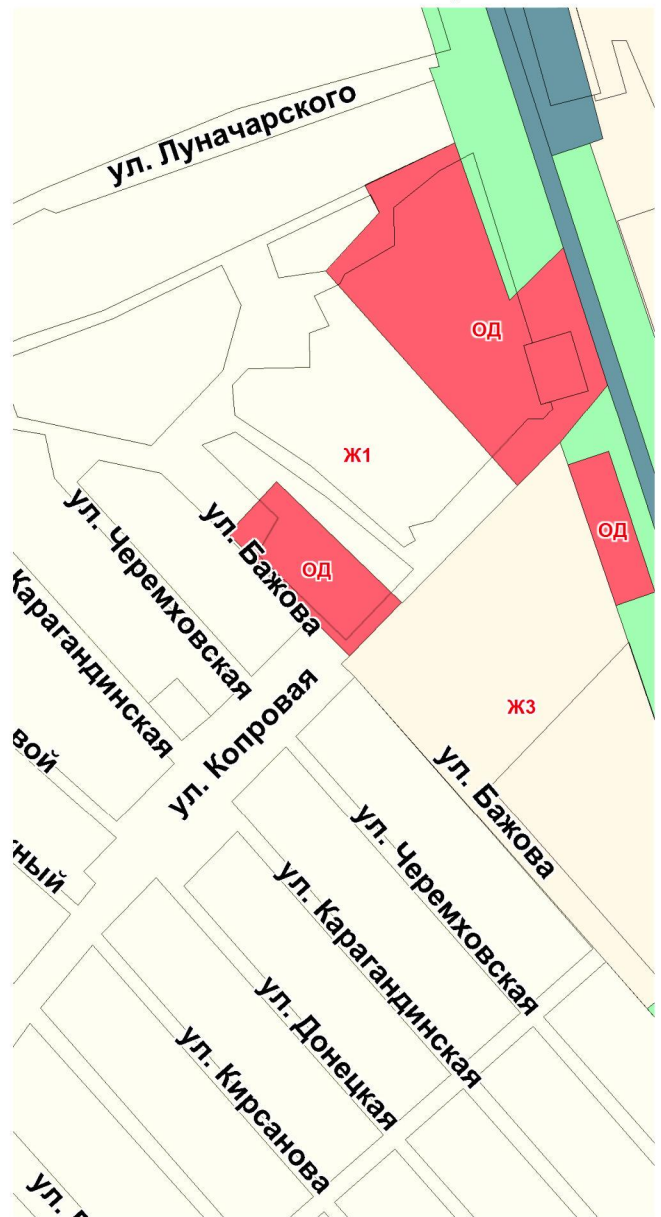 ул. Луначарского
ОД
Ж1
ул. Бажова
ул. Черемховская
ОД
ОД
Карагандинская
ул. Копровая
Ж3
вой
ул. Бажова
ный
ул. Черемховская
ул. Карагандинская
ул. Донецкая
ул. Кирсанова
ул.